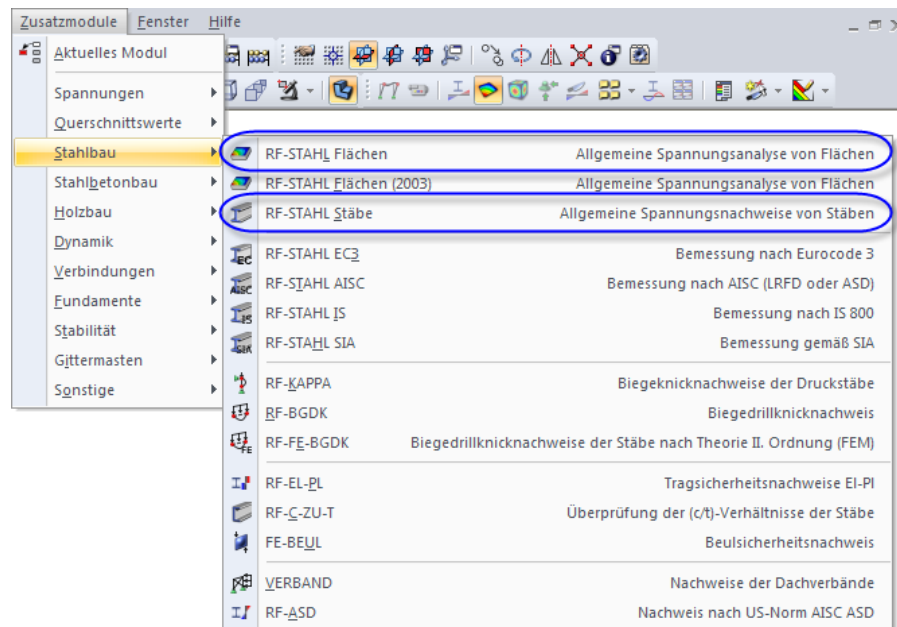 Zusatzmodule Fenster Hilfe
Aktuelles Modul
Spannungen
Querschnittswerte
Stahlbau
Stahlbetonbau
Holzbau
Dynamik
Verbindungen
Fundamente
Stabilität
Gittermasten
Sonstige
RF-STAHL Flächen Allgemeine Spannungsanalyse von Flächen
RF-STAHL Flächen (2003) Allgemeine Spannungsanalyse von Flächen
RF-STAHL Stäbe Allgemeine Spannungsnachweise von Stäben
EC RF-STAHL EC3 Bemessung nach Eurocode 3
AISC RF-STAHL AISC Bemessung nach AISC (LRFD oder ASD)
IS RF-STAHL IS Bemessung nach IS 800
SIA RF-STAHL SIA Bemessung gemäß SIA
RF-KAPPA Biegeknicknachweise der Druckstäbe
RF-BGDK Biegedrillknicknachweis
FE RF-FE-BGDK Biegedrillknicknachweise der Stäbe nach Theorie II. Ordnung (FEM)
RF-EL-PL Tragsicherheitsnachweise El-Pl
RF-C-ZU-T Überprüfung der (c/t)-Verhältnisse der Stäbe
FE-BEUL Beulsicherheitsnachweis
VERBAND Nachweise der Dachverbände
RF-ASD Nachweis nach US-Norm AISC ASD